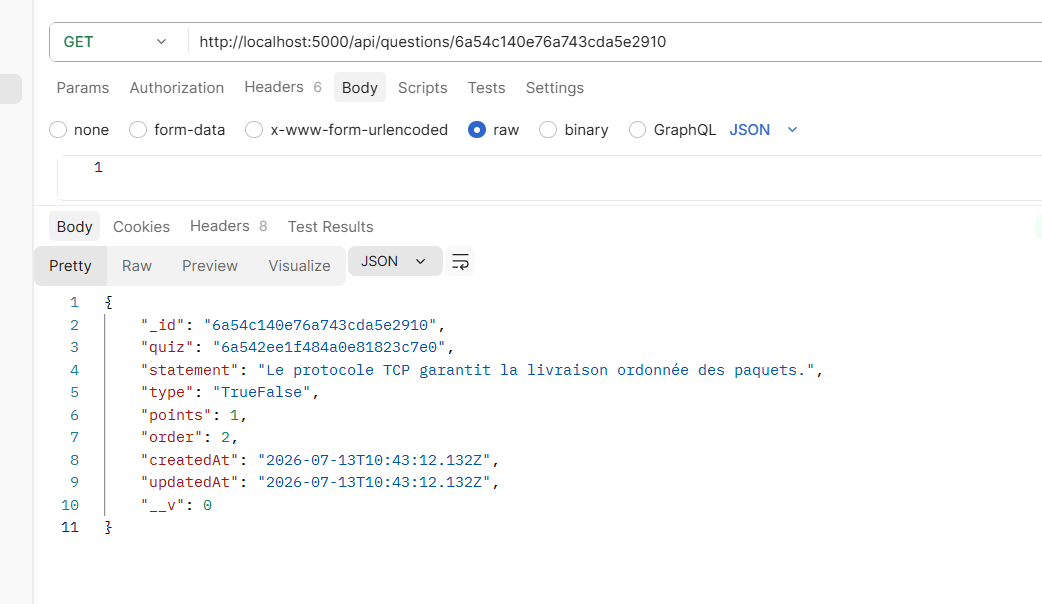 GET http://localhost:5000/api/questions/6a54c140e76a743cda5e2910
Params Authorization Headers 6 Body Scripts Tests Settings
none form-data x-www-form-urlencoded raw binary GraphQL JSON
1
Body Cookies Headers 8 Test Results
Pretty Raw Preview Visualize JSON
1 {
2 "_id": "6a54c140e76a743cda5e2910",
3 "quiz": "6a542ee1f484a0e81823c7e0",
4 "statement": "Le protocole TCP garantit la livraison ordonnée des paquets.",
5 "type": "TrueFalse",
6 "points": 1,
7 "order": 2,
8 "createdAt": "2026-07-13T10:43:12.132Z",
9 "updatedAt": "2026-07-13T10:43:12.132Z",
10 "__v": 0
11 }